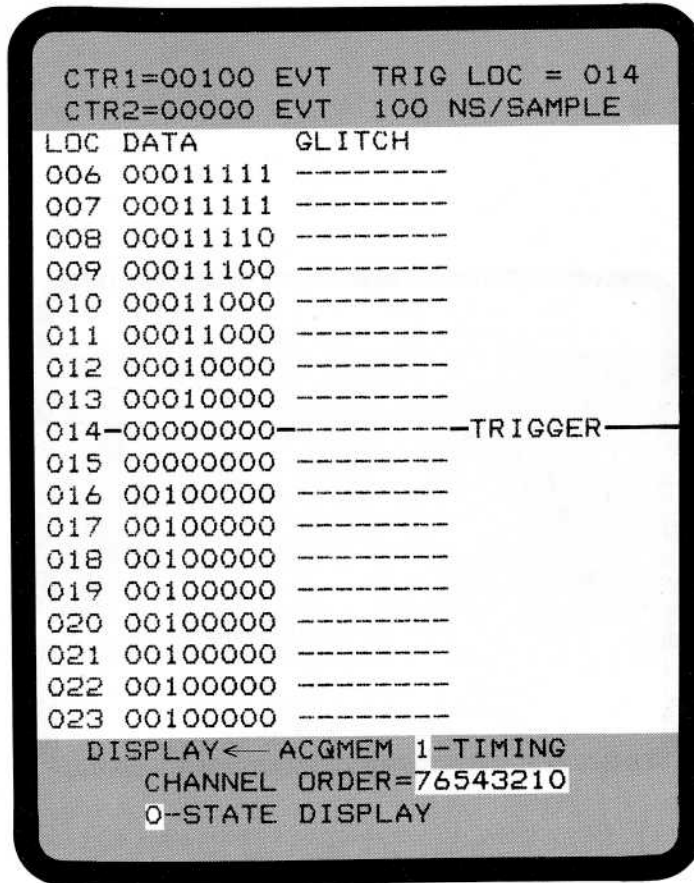 CTR1=00100 EVT TRIG LOC = 014
CTR2=00000 EVT 100 NS/SAMPLE
LOC DATA GLITCH
006 00011111 --------
007 00011111 --------
008 00011110 --------
009 00011100 --------
010 00011000 --------
011 00011000 --------
012 00010000 --------
013 00010000 --------
014-00000000----------TRIGGER
015 00000000 --------
016 00100000 --------
017 00100000 --------
018 00100000 --------
019 00100000 --------
020 00100000 --------
021 00100000 --------
022 00100000 --------
023 00100000 --------
DISPLAY<- ACQMEM 1-TIMING
CHANNEL ORDER=76543210
0-STATE DISPLAY